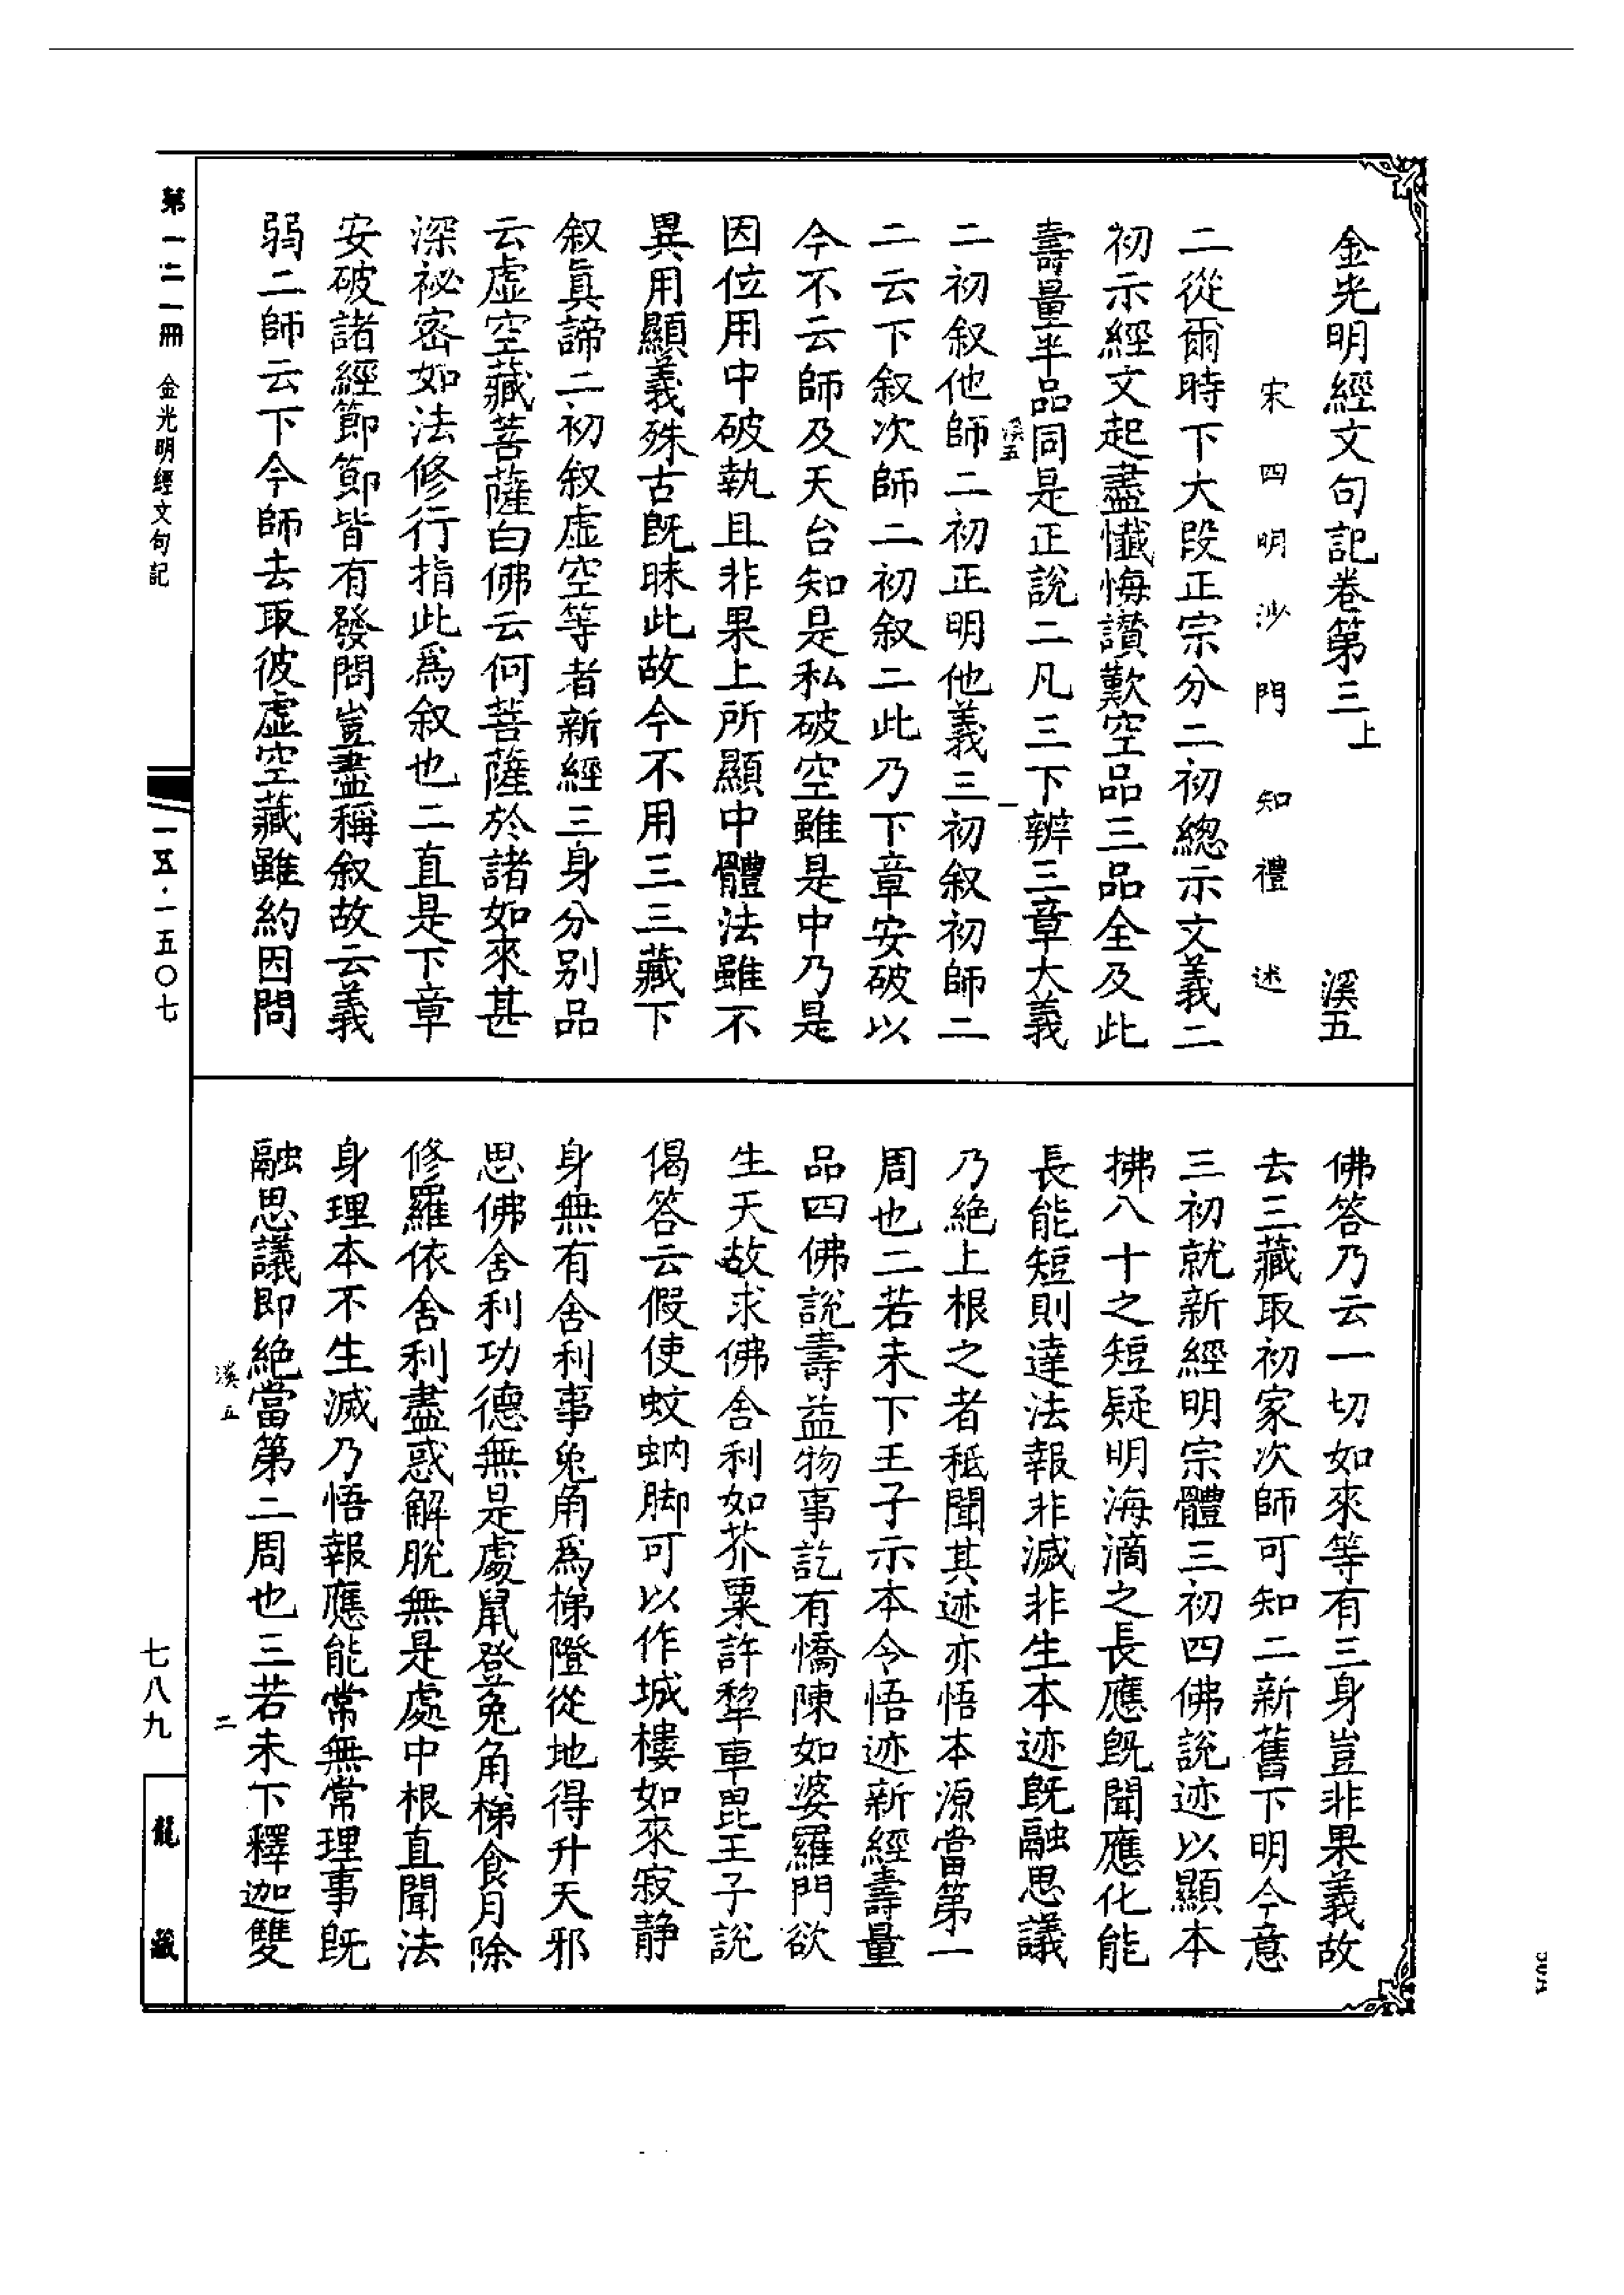 金光明經文句記卷第三上 溪五
宋四明沙門知禮述
二從爾時下大段正宗分二初總示文義二
初示經文起盡懺悔讚歎空品三品全及此
壽量半品同是正說二凡三下辨三章大義
溪五 一
二初叙他師二初正明他義三初叙初師二
二云下叙次師二初叙二此乃下章安破以
今不云師及天台知是私破空雖是中乃是
因位用中破執且非果上所顯中體法雖不
異用顯義殊古旣昧此故今不用三三藏下
叙眞諦二初叙虛空等者新經三身分別品
云虛空藏菩薩白佛云何菩薩於諸如來甚
深祕密如法修行指此爲叙也二直是下章
安破諸經節節皆有發問豈盡稱叙故云義
弱二師云下今師去取彼虛空藏雖約因問
佛答乃云一切如來等有三身豈非果義故
去三藏取初家次師可知二新舊下明今意
三初就新經明宗體三初四佛說迹以顯本
拂八十之短疑明海滴之長應旣聞應化能
長能短則達法報非滅非生本迹旣融思議
乃絕上根之者秖聞其迹亦悟本源當第一
周也二若未下王子示本令悟迹新經壽量
品四佛說壽益物事訖有憍陳如婆羅門欲
生天故求佛舍利如芥粟許犂車毘王子說
偈答云假使蚊蚋脚可以作城樓如來寂静
身無有舍利事兔角爲梯隥從地得升天邪
思佛舍利功德無是處鼠登兔角梯食月除
修羅依舍利盡惑解脫無是處中根直聞法
身理本不生滅乃悟報應能常無常理事旣
融思議即絕當第二周也三若未下釋迦雙
溪五 二
第一二一冊 金光明經文句記
一五·一五〇七
七八九
龍藏